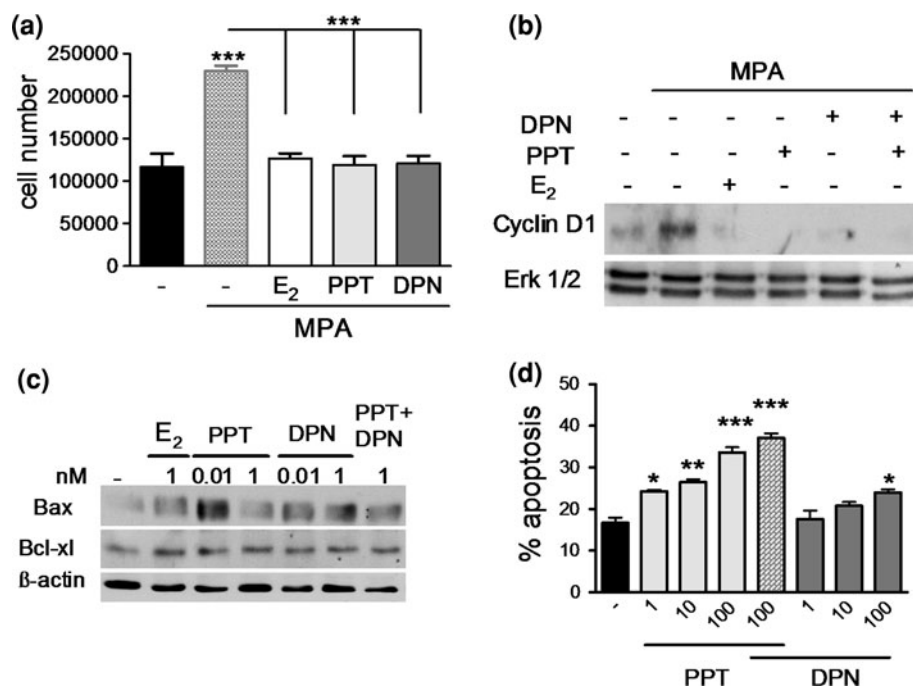 (a)
***
***
cell number
250000
200000
150000
100000
50000
0
- - E₂ PPT DPN
MPA
(b)
MPA
DPN - - - - + +
PPT - - - + - +
E₂ - - + - - -
Cyclin D1
Erk 1/2
(c)
E₂ PPT DPN PPT+
DPN
nM - 1 0.01 1 0.01 1 1
Bax
Bcl-xl
ß-actin
(d)
% apoptosis
50
40
30
20
10
0
* ** *** *** *
- 1 10 100 100 1 10 100
PPT DPN